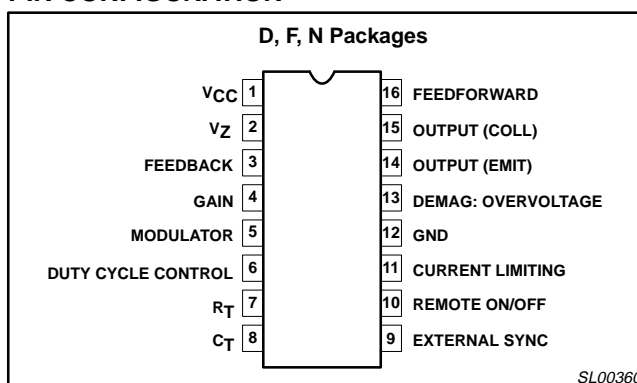 D, F, N Packages
VCC 1
VZ 2
FEEDBACK 3
GAIN 4
MODULATOR 5
DUTY CYCLE CONTROL 6
RT 7
CT 8
16 FEEDFORWARD
15 OUTPUT (COLL)
14 OUTPUT (EMIT)
13 DEMAG: OVERVOLTAGE
12 GND
11 CURRENT LIMITING
10 REMOTE ON/OFF
9 EXTERNAL SYNC
SL00360